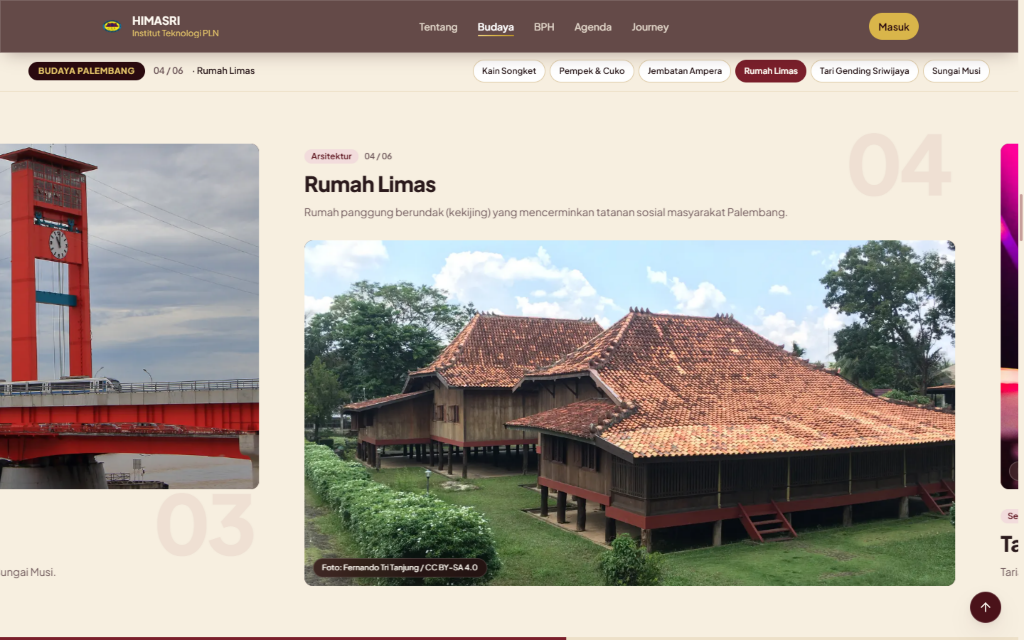 HIMASRI
Institut Teknologi PLN
Tentang
Budaya
BPH
Agenda
Journey
Masuk
BUDAYA PALEMBANG
04 / 06
· Rumah Limas
Kain Songket
Pempek & Cuko
Jembatan Ampera
Rumah Limas
Tari Gending Sriwijaya
Sungai Musi
03
ungai Musi.
Arsitektur
04 / 06
04
Rumah Limas
Rumah panggung berundak (kekijing) yang mencerminkan tatanan sosial masyarakat Palembang.
Foto: Fernando Tri Tanjung / CC BY-SA 4.0
Se
Ta
Tari